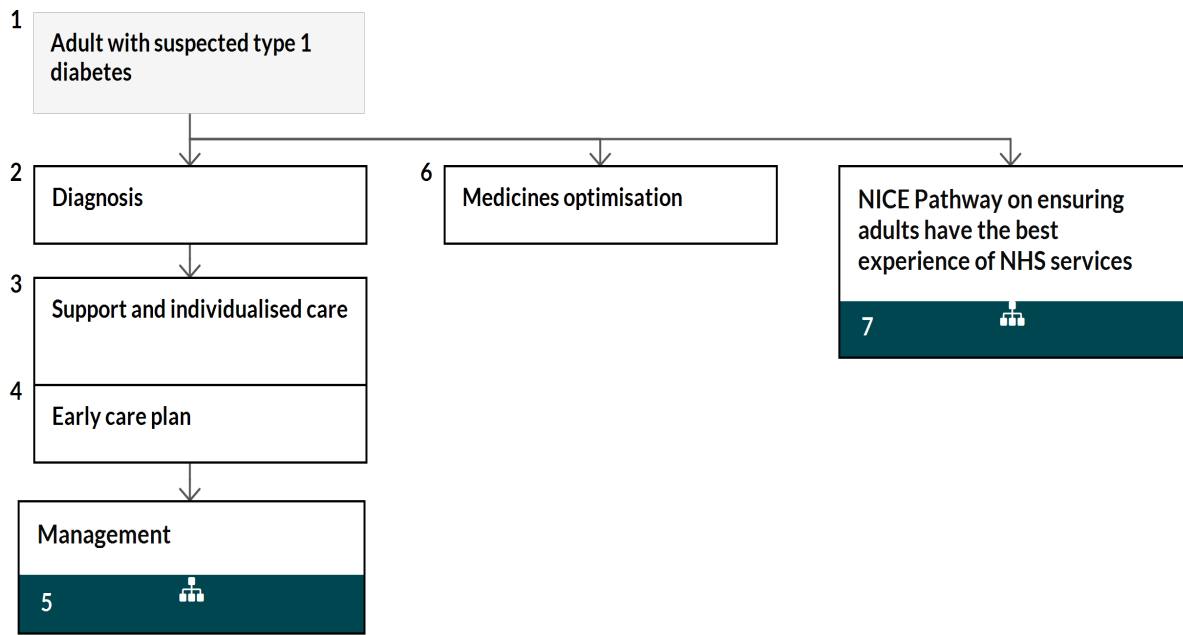 1
Adult with suspected type 1
diabetes
2
Diagnosis
6
Medicines optimisation
NICE Pathway on ensuring
adults have the best
experience of NHS services
7
3
Support and individualised care
4
Early care plan
Management
5